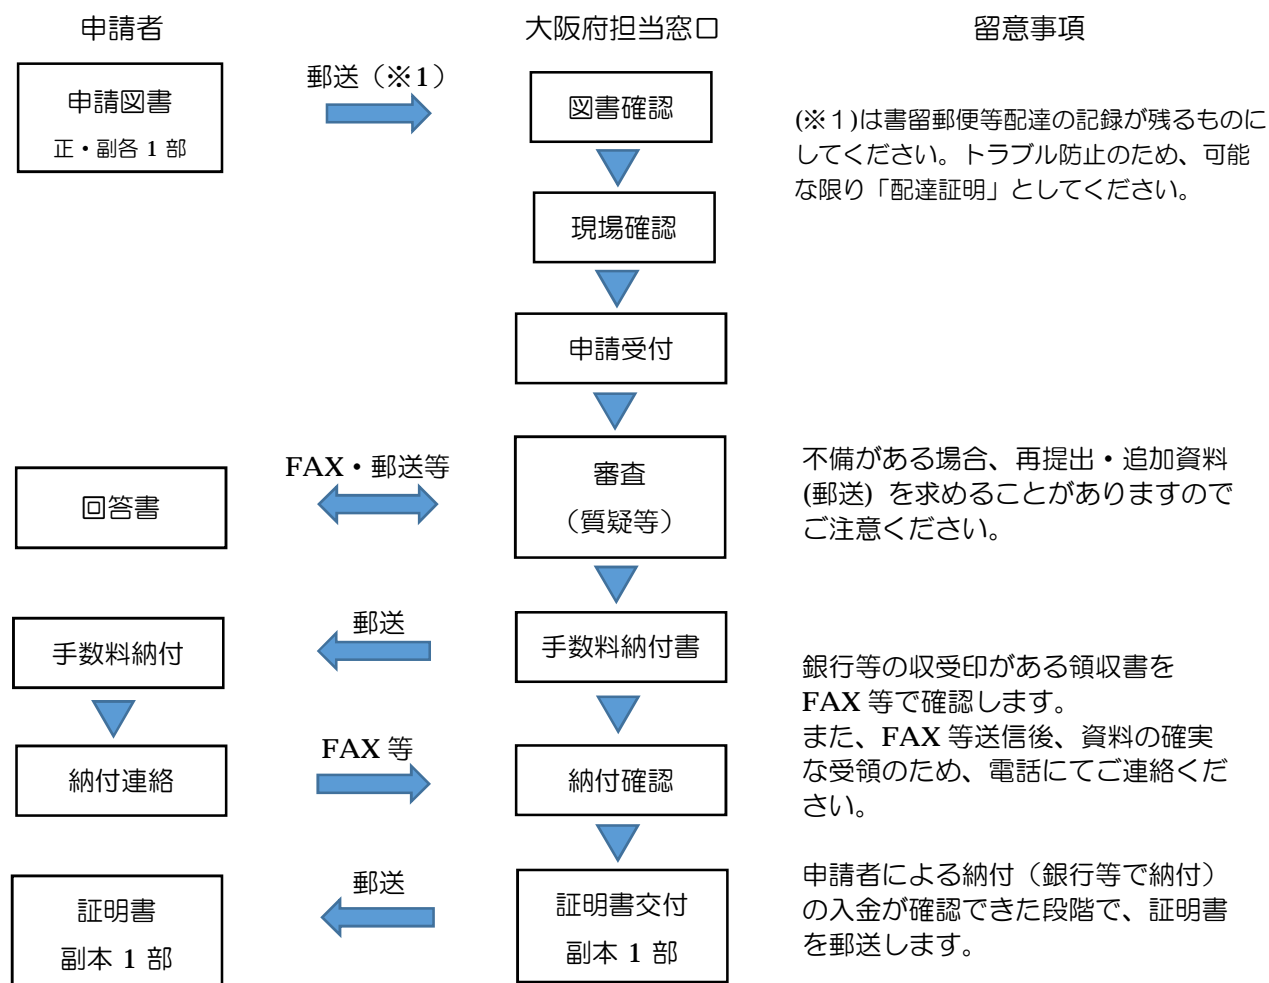 申請者
大阪府担当窓口
留意事項
申請図書
正・副各 1 部
郵送（※1）
図書確認
(※１)は書留郵便等配達の記録が残るものに
してください。トラブル防止のため、可能
な限り「配達証明」としてください。
現場確認
申請受付
回答書
FAX・郵送等
審査
（質疑等）
不備がある場合、再提出・追加資料
(郵送) を求めることがありますので
ご注意ください。
手数料納付
郵送
手数料納付書
銀行等の収受印がある領収書を
FAX 等で確認します。
また、FAX 等送信後、資料の確実
な受領のため、電話にてご連絡くだ
さい。
納付連絡
FAX 等
納付確認
証明書
副本 1 部
郵送
証明書交付
副本 1 部
申請者による納付（銀行等で納付）
の入金が確認できた段階で、証明書
を郵送します。